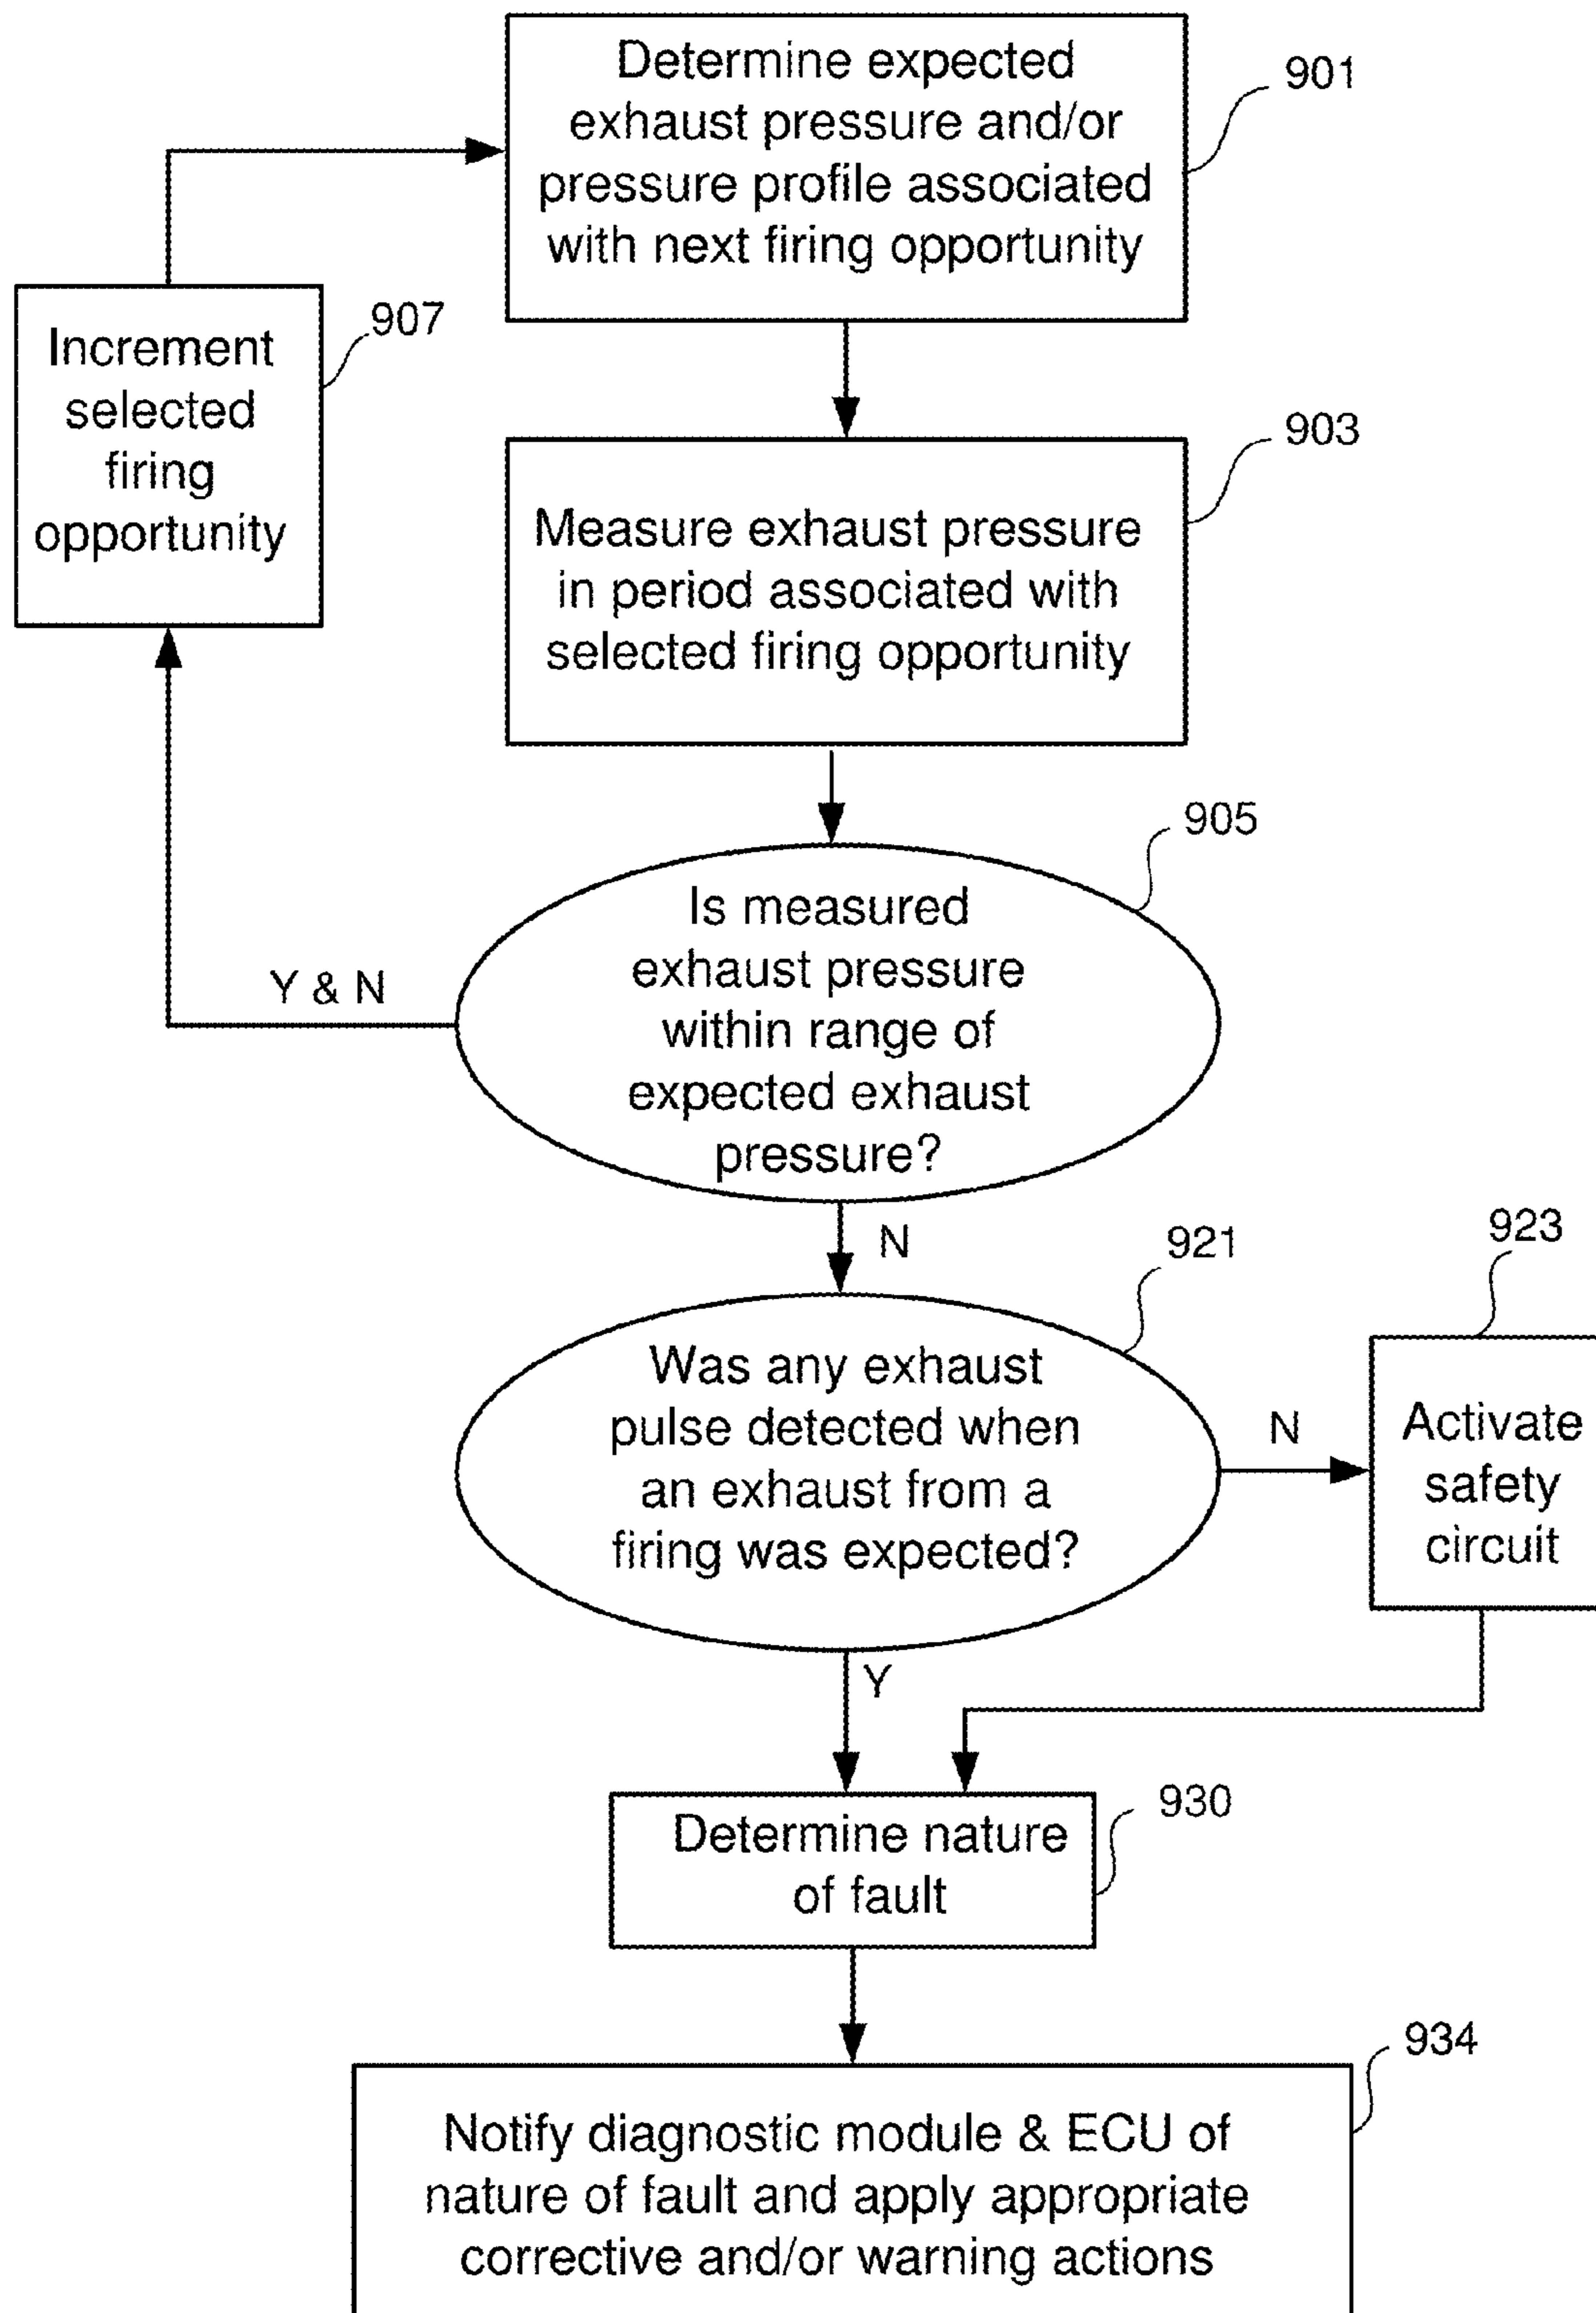 Determine expected
exhaust pressure and/or
pressure profile associated
with next firing opportunity
901
Increment
selected
firing
opportunity
907
Measure exhaust pressure
in period associated with
selected firing opportunity
903
Is measured
exhaust pressure
within range of
expected exhaust
pressure?
905
Y & N
N
Was any exhaust
pulse detected when
an exhaust from a
firing was expected?
921
N
Activate
safety
circuit
923
Y
Determine nature
of fault
930
Notify diagnostic module & ECU of
nature of fault and apply appropriate
corrective and/or warning actions
934